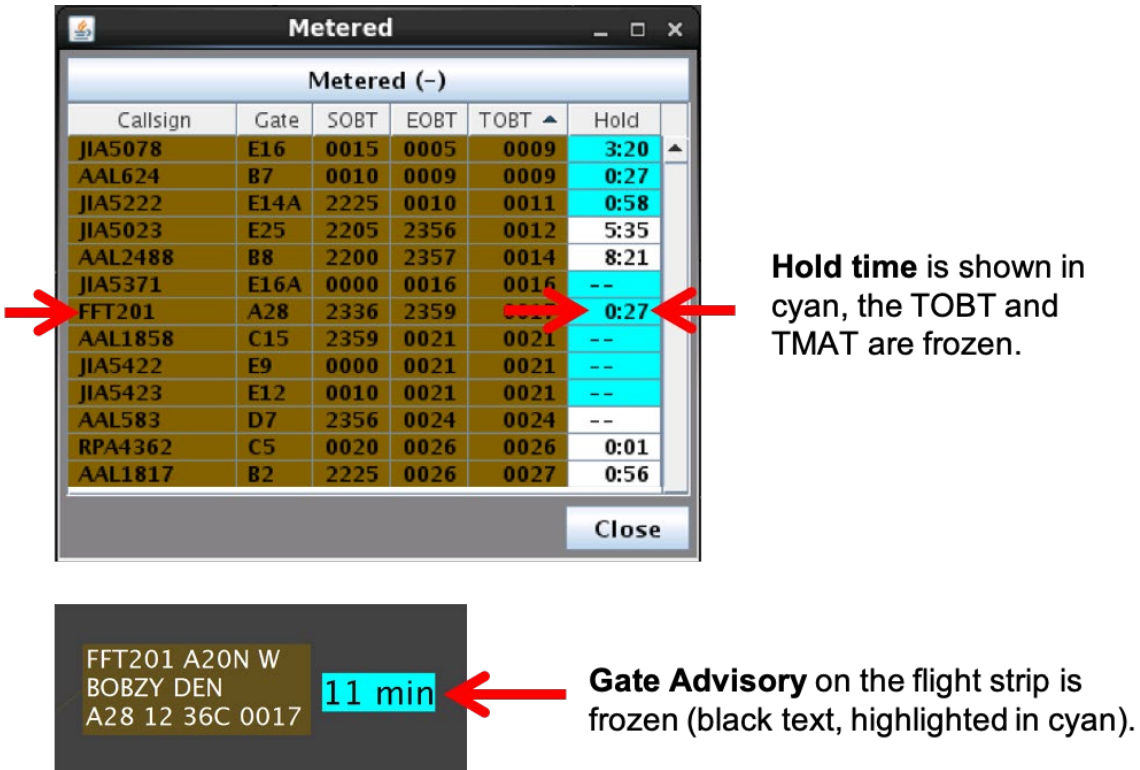 Metered
Metered (-)
Callsign Gate SOBT EOBT TOBT Hold
JIA5078 E16 0015 0005 0009 3:20
AAL624 B7 0010 0009 0009 0:27
JIA5222 E14A 2225 0010 0011 0:58
JIA5023 E25 2205 2356 0012 5:35
AAL2488 B8 2200 2357 0014 8:21
JIA5371 E16A 0000 0016 0016 --
FFT201 A28 2336 2359 0:27
AAL1858 C15 2359 0021 0021 --
JIA5422 E9 0000 0021 0021 --
JIA5423 E12 0010 0021 0021 --
AAL583 D7 2356 0024 0024 --
RPA4362 C5 0020 0026 0026 0:01
AAL1817 B2 2225 0026 0027 0:56
Close
Hold time is shown in
cyan, the TOBT and
TMAT are frozen.
FFT201 A20N W
BOBZY DEN
A28 12 36C 0017
11 min
Gate Advisory on the flight strip is
frozen (black text, highlighted in cyan).